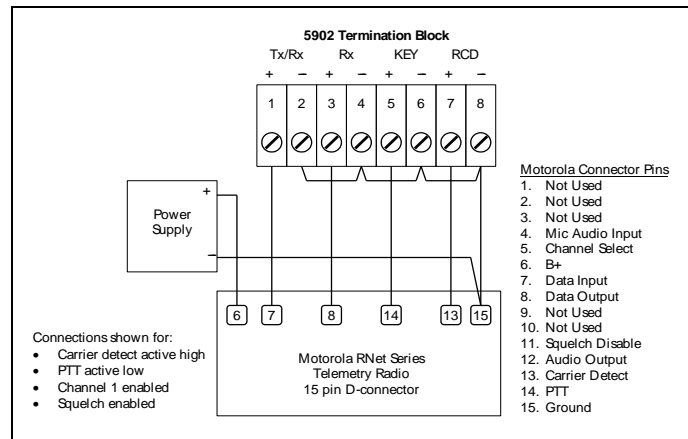 5902 Termination Block
Tx/Rx Rx KEY RCD
+ − + − + − + −
1 2 3 4 5 6 7 8
+
Power
Supply
−
6 7 8 14 13 15
Motorola RNet Series
Telemetry Radio
15 pin D-connector
Connections shown for:
• Carrier detect active high
• PTT active low
• Channel 1 enabled
• Squelch enabled
Motorola Connector Pins
1. Not Used
2. Not Used
3. Not Used
4. Mic Audio Input
5. Channel Select
6. B+
7. Data Input
8. Data Output
9. Not Used
10. Not Used
11. Squelch Disable
12. Audio Output
13. Carrier Detect
14. PTT
15. Ground